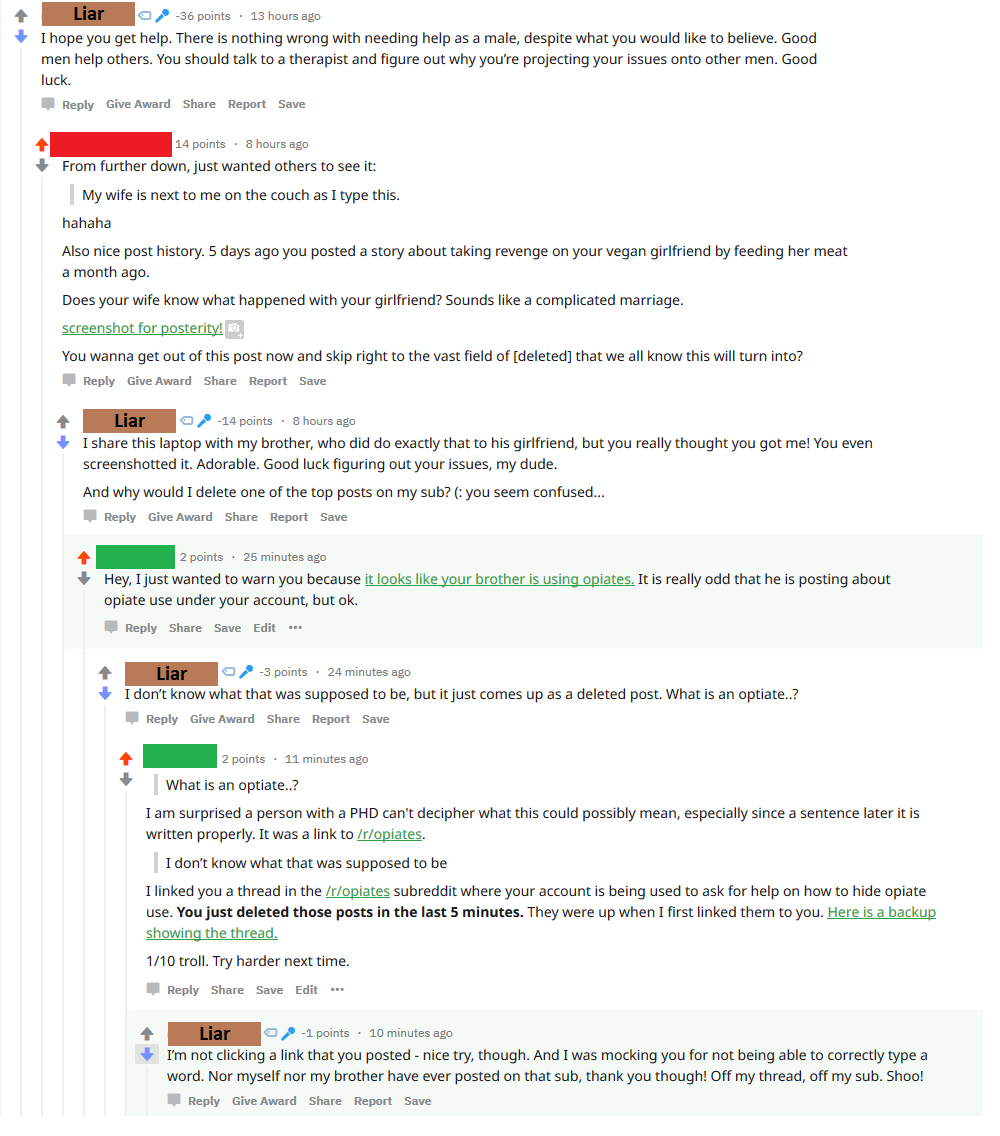 Liar -36 points · 13 hours ago
I hope you get help. There is nothing wrong with needing help as a male, despite what you would like to believe. Good
men help others. You should talk to a therapist and figure out why you're projecting your issues onto other men. Good
luck.
Reply Give Award Share Report Save
14 points · 8 hours ago
From further down, just wanted others to see it:
My wife is next to me on the couch as I type this.
hahaha
Also nice post history. 5 days ago you posted a story about taking revenge on your vegan girlfriend by feeding her meat
a month ago.
Does your wife know what happened with your girlfriend? Sounds like a complicated marriage.
screenshot for posterity!
You wanna get out of this post now and skip right to the vast field of [deleted] that we all know this will turn into?
Reply Give Award Share Report Save
Liar -14 points · 8 hours ago
I share this laptop with my brother, who did do exactly that to his girlfriend, but you really thought you got me! You even
screenshotted it. Adorable. Good luck figuring out your issues, my dude.
And why would I delete one of the top posts on my sub? (: you seem confused...
Reply Give Award Share Report Save
2 points · 25 minutes ago
Hey, I just wanted to warn you because it looks like your brother is using opiates. It is really odd that he is posting about
opiate use under your account, but ok.
Reply Share Save Edit •••
Liar -3 points · 24 minutes ago
I don't know what that was supposed to be, but it just comes up as a deleted post. What is an optiate..?
Reply Give Award Share Report Save
2 points · 11 minutes ago
What is an optiate..?
I am surprised a person with a PHD can't decipher what this could possibly mean, especially since a sentence later it is
written properly. It was a link to /r/opiates.
I don't know what that was supposed to be
I linked you a thread in the /r/opiates subreddit where your account is being used to ask for help on how to hide opiate
use. You just deleted those posts in the last 5 minutes. They were up when I first linked them to you. Here is a backup
showing the thread.
1/10 troll. Try harder next time.
Reply Share Save Edit •••
Liar -1 points · 10 minutes ago
I'm not clicking a link that you posted - nice try, though. And I was mocking you for not being able to correctly type a
word. Nor myself nor my brother have ever posted on that sub, thank you though! Off my thread, off my sub. Shoo!
Reply Give Award Share Report Save